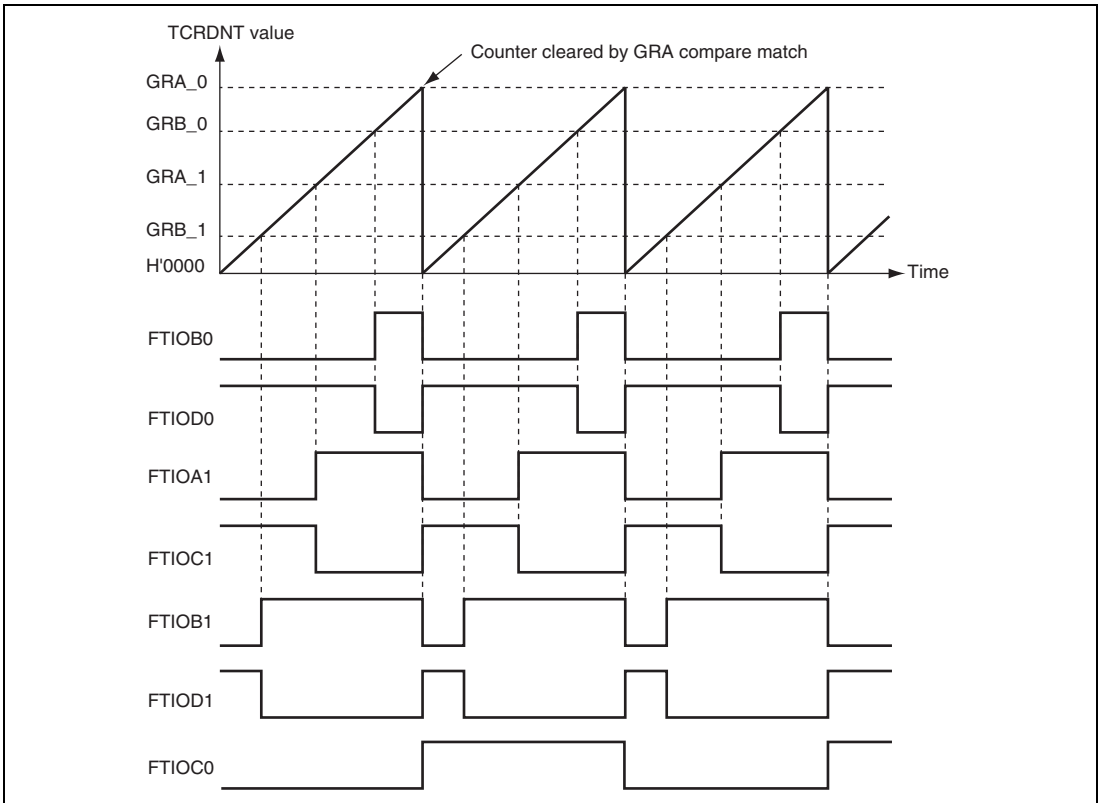 TCRDNT value
Counter cleared by GRA compare match
GRA_0
GRB_0
GRA_1
GRB_1
H'0000
Time
FTIOB0
FTIOD0
FTIOA1
FTIOC1
FTIOB1
FTIOD1
FTIOC0